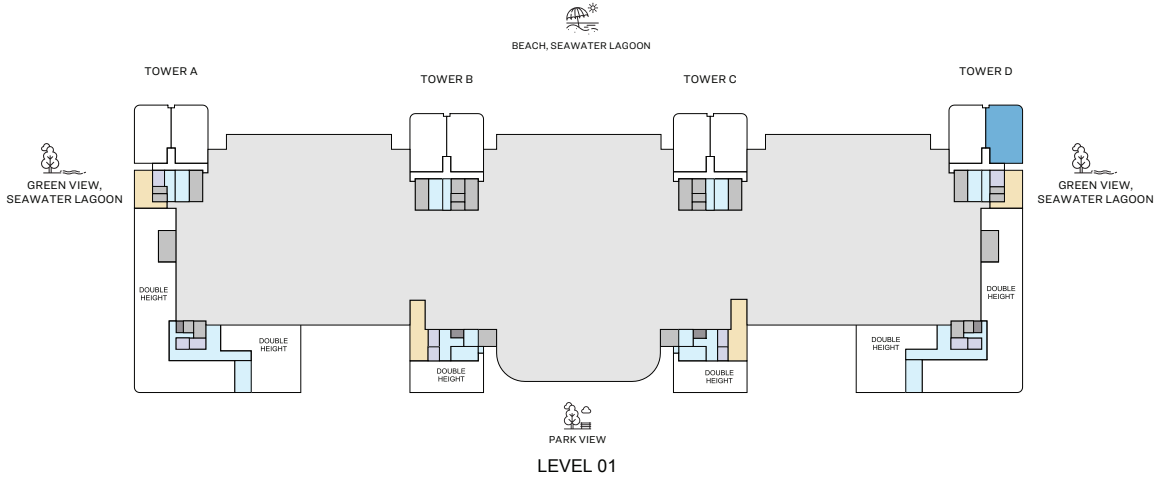 BEACH, SEAWATER LAGOON
TOWER A
TOWER B
TOWER C
TOWER D
GREEN VIEW,
SEAWATER LAGOON
GREEN VIEW,
SEAWATER LAGOON
DOUBLE
HEIGHT
DOUBLE
HEIGHT
DOUBLE
HEIGHT
DOUBLE
HEIGHT
DOUBLE
HEIGHT
DOUBLE
HEIGHT
PARK VIEW
LEVEL 01